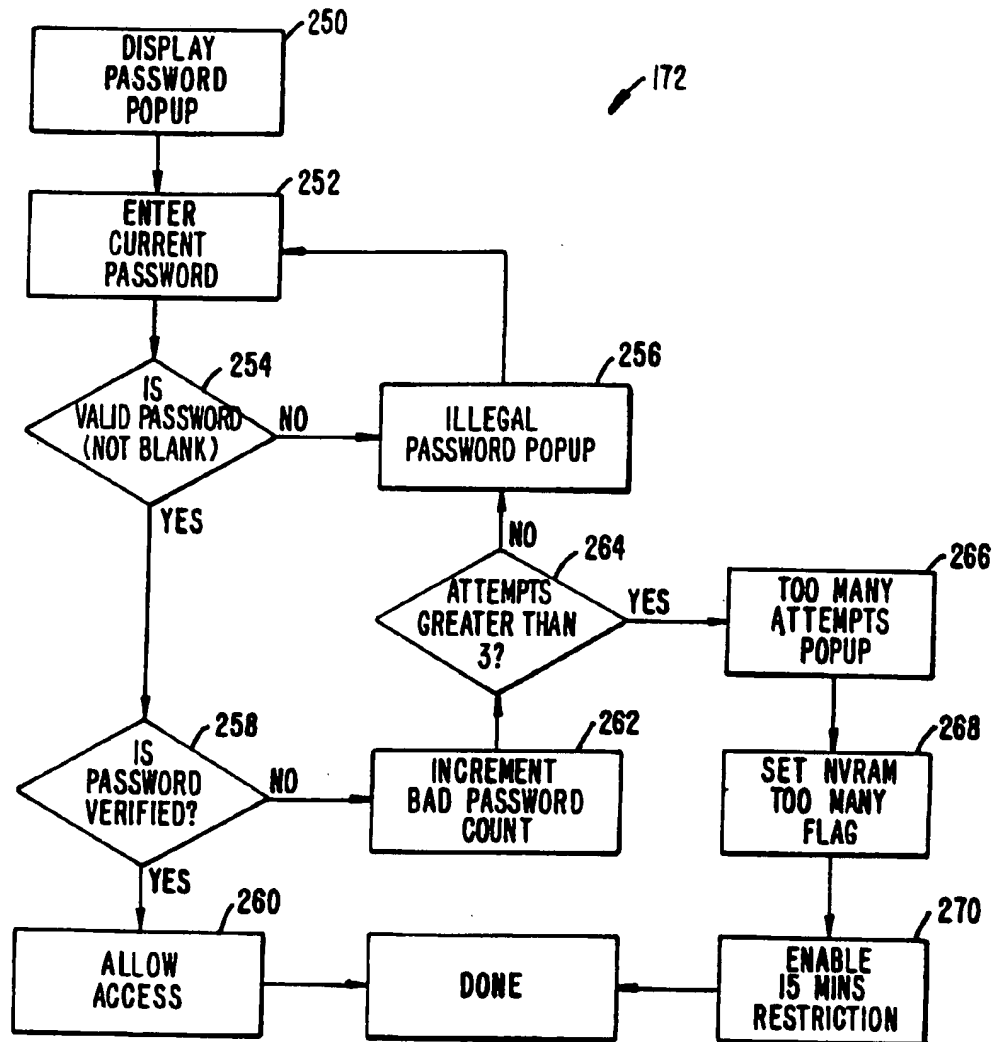 250
DISPLAY
PASSWORD
POPUP
172
252
ENTER
CURRENT
PASSWORD
254
IS
VALID PASSWORD
(NOT BLANK)
NO
YES
256
ILLEGAL
PASSWORD POPUP
NO
264
ATTEMPTS
GREATER THAN
3?
YES
266
TOO MANY
ATTEMPTS
POPUP
258
IS
PASSWORD
VERIFIED?
NO
YES
262
INCREMENT
BAD PASSWORD
COUNT
268
SET NVRAM
TOO MANY
FLAG
260
ALLOW
ACCESS
DONE
270
ENABLE
15 MINS
RESTRICTION